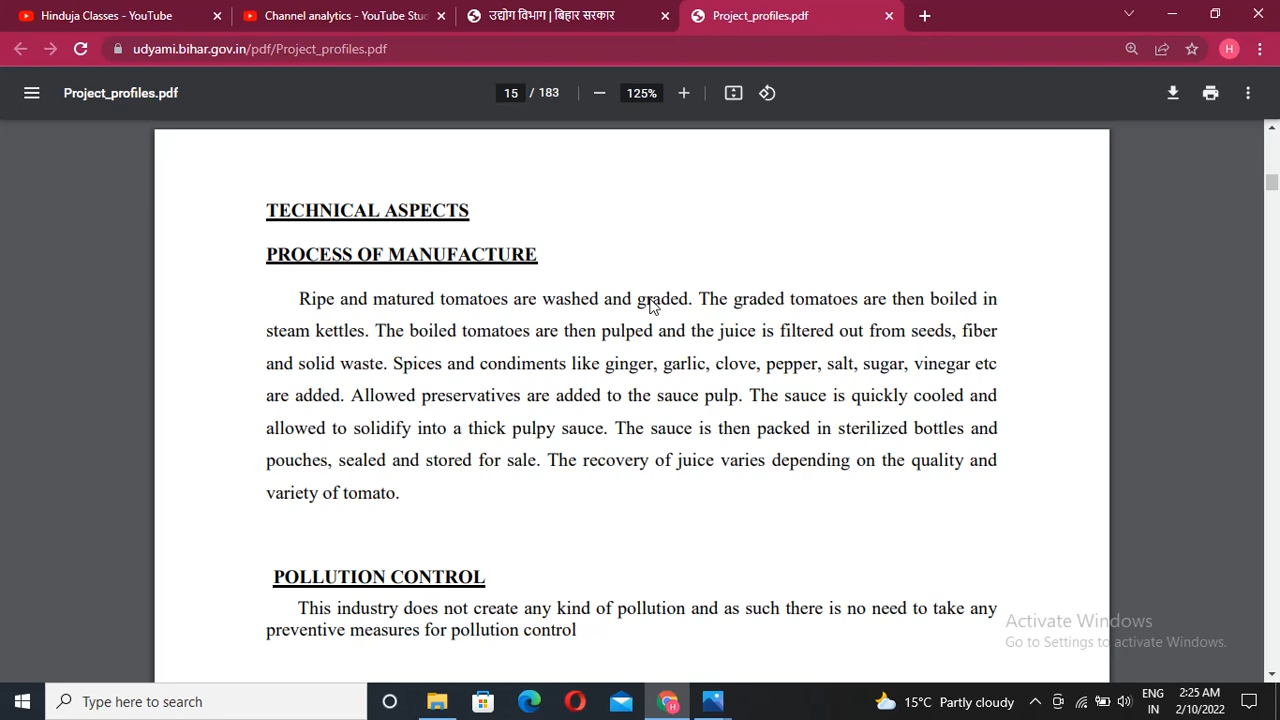 Hinduja Classes - YouTube
Channel analytics - YouTube Stud
उद्योग विभाग | बिहार सरकार
Project_profiles.pdf
udyami.bihar.gov.in/pdf/Project_profiles.pdf
H
Project_profiles.pdf
15 / 183
125%
TECHNICAL ASPECTS
PROCESS OF MANUFACTURE
Ripe and matured tomatoes are washed and graded. The graded tomatoes are then boiled in
steam kettles. The boiled tomatoes are then pulped and the juice is filtered out from seeds, fiber
and solid waste. Spices and condiments like ginger, garlic, clove, pepper, salt, sugar, vinegar etc
are added. Allowed preservatives are added to the sauce pulp. The sauce is quickly cooled and
allowed to solidify into a thick pulpy sauce. The sauce is then packed in sterilized bottles and
pouches, sealed and stored for sale. The recovery of juice varies depending on the quality and
variety of tomato.
POLLUTION CONTROL
This industry does not create any kind of pollution and as such there is no need to take any
preventive measures for pollution control
Activate Windows
Go to Settings to activate Windows.
Type here to search
H
15°C Partly cloudy
ENG
IN
2:25 AM
2/10/2022